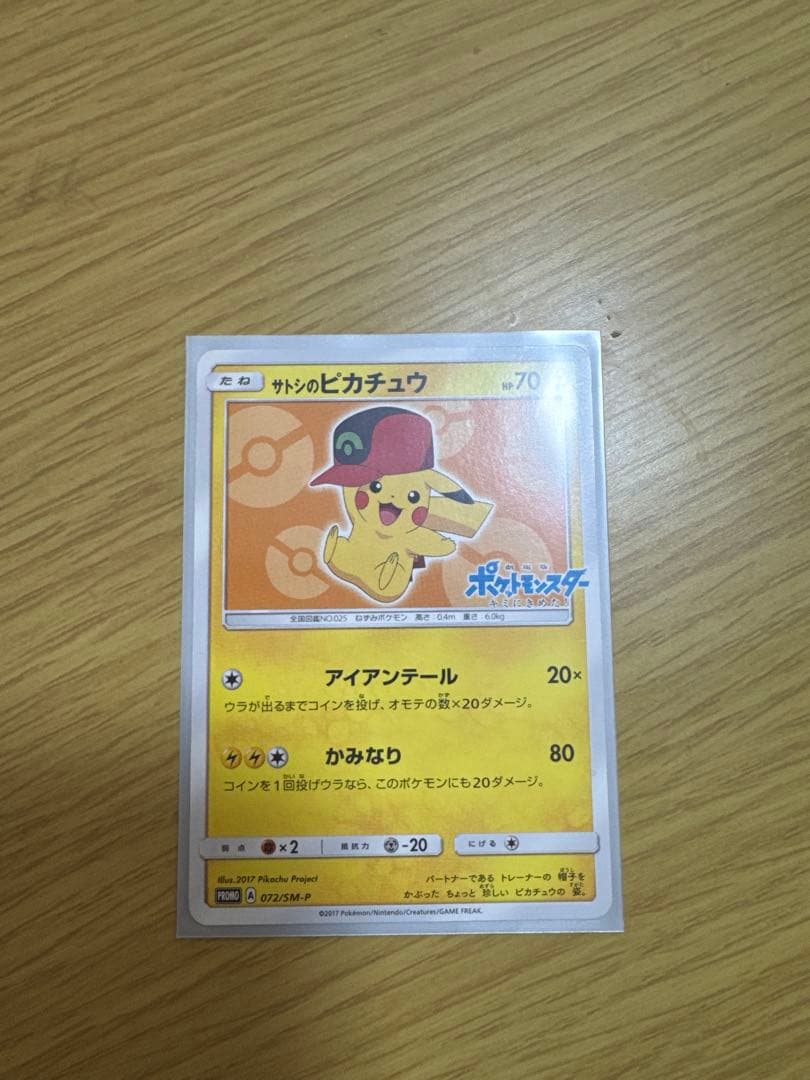 たね サトシのピカチュウ HP70
劇場版
ポケットモンスター
キミにきめた!
全国図鑑NO.025 ねずみポケモン 高さ:0.4m 重さ:6.0kg
アイアンテール 20×
ウラが出るまでコインを投げ、オモテの数×20ダメージ。
かみなり 80
コインを1回投げウラなら、このポケモンにも20ダメージ。
弱点 ×2 抵抗力 -20 にげる
Illus.2017 Pikachu Project
パートナーである トレーナーの 帽子を
かぶった ちょっと 珍しい ピカチュウの 姿。
PROMO A 072/SM-P
©2017 Pokémon/Nintendo/Creatures/GAME FREAK.